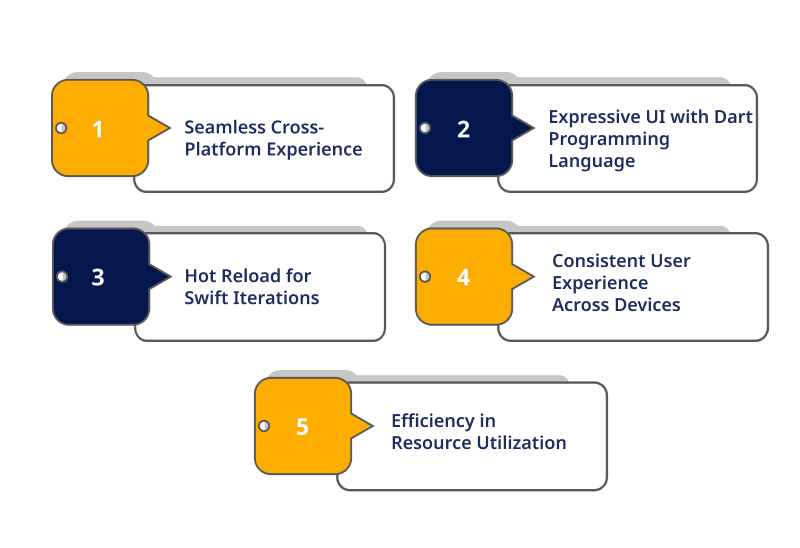 1
Seamless Cross-
Platform Experience
2
Expressive UI with Dart
Programming
Language
3
Hot Reload for
Swift Iterations
4
Consistent User
Experience
Across Devices
5
Efficiency in
Resource Utilization